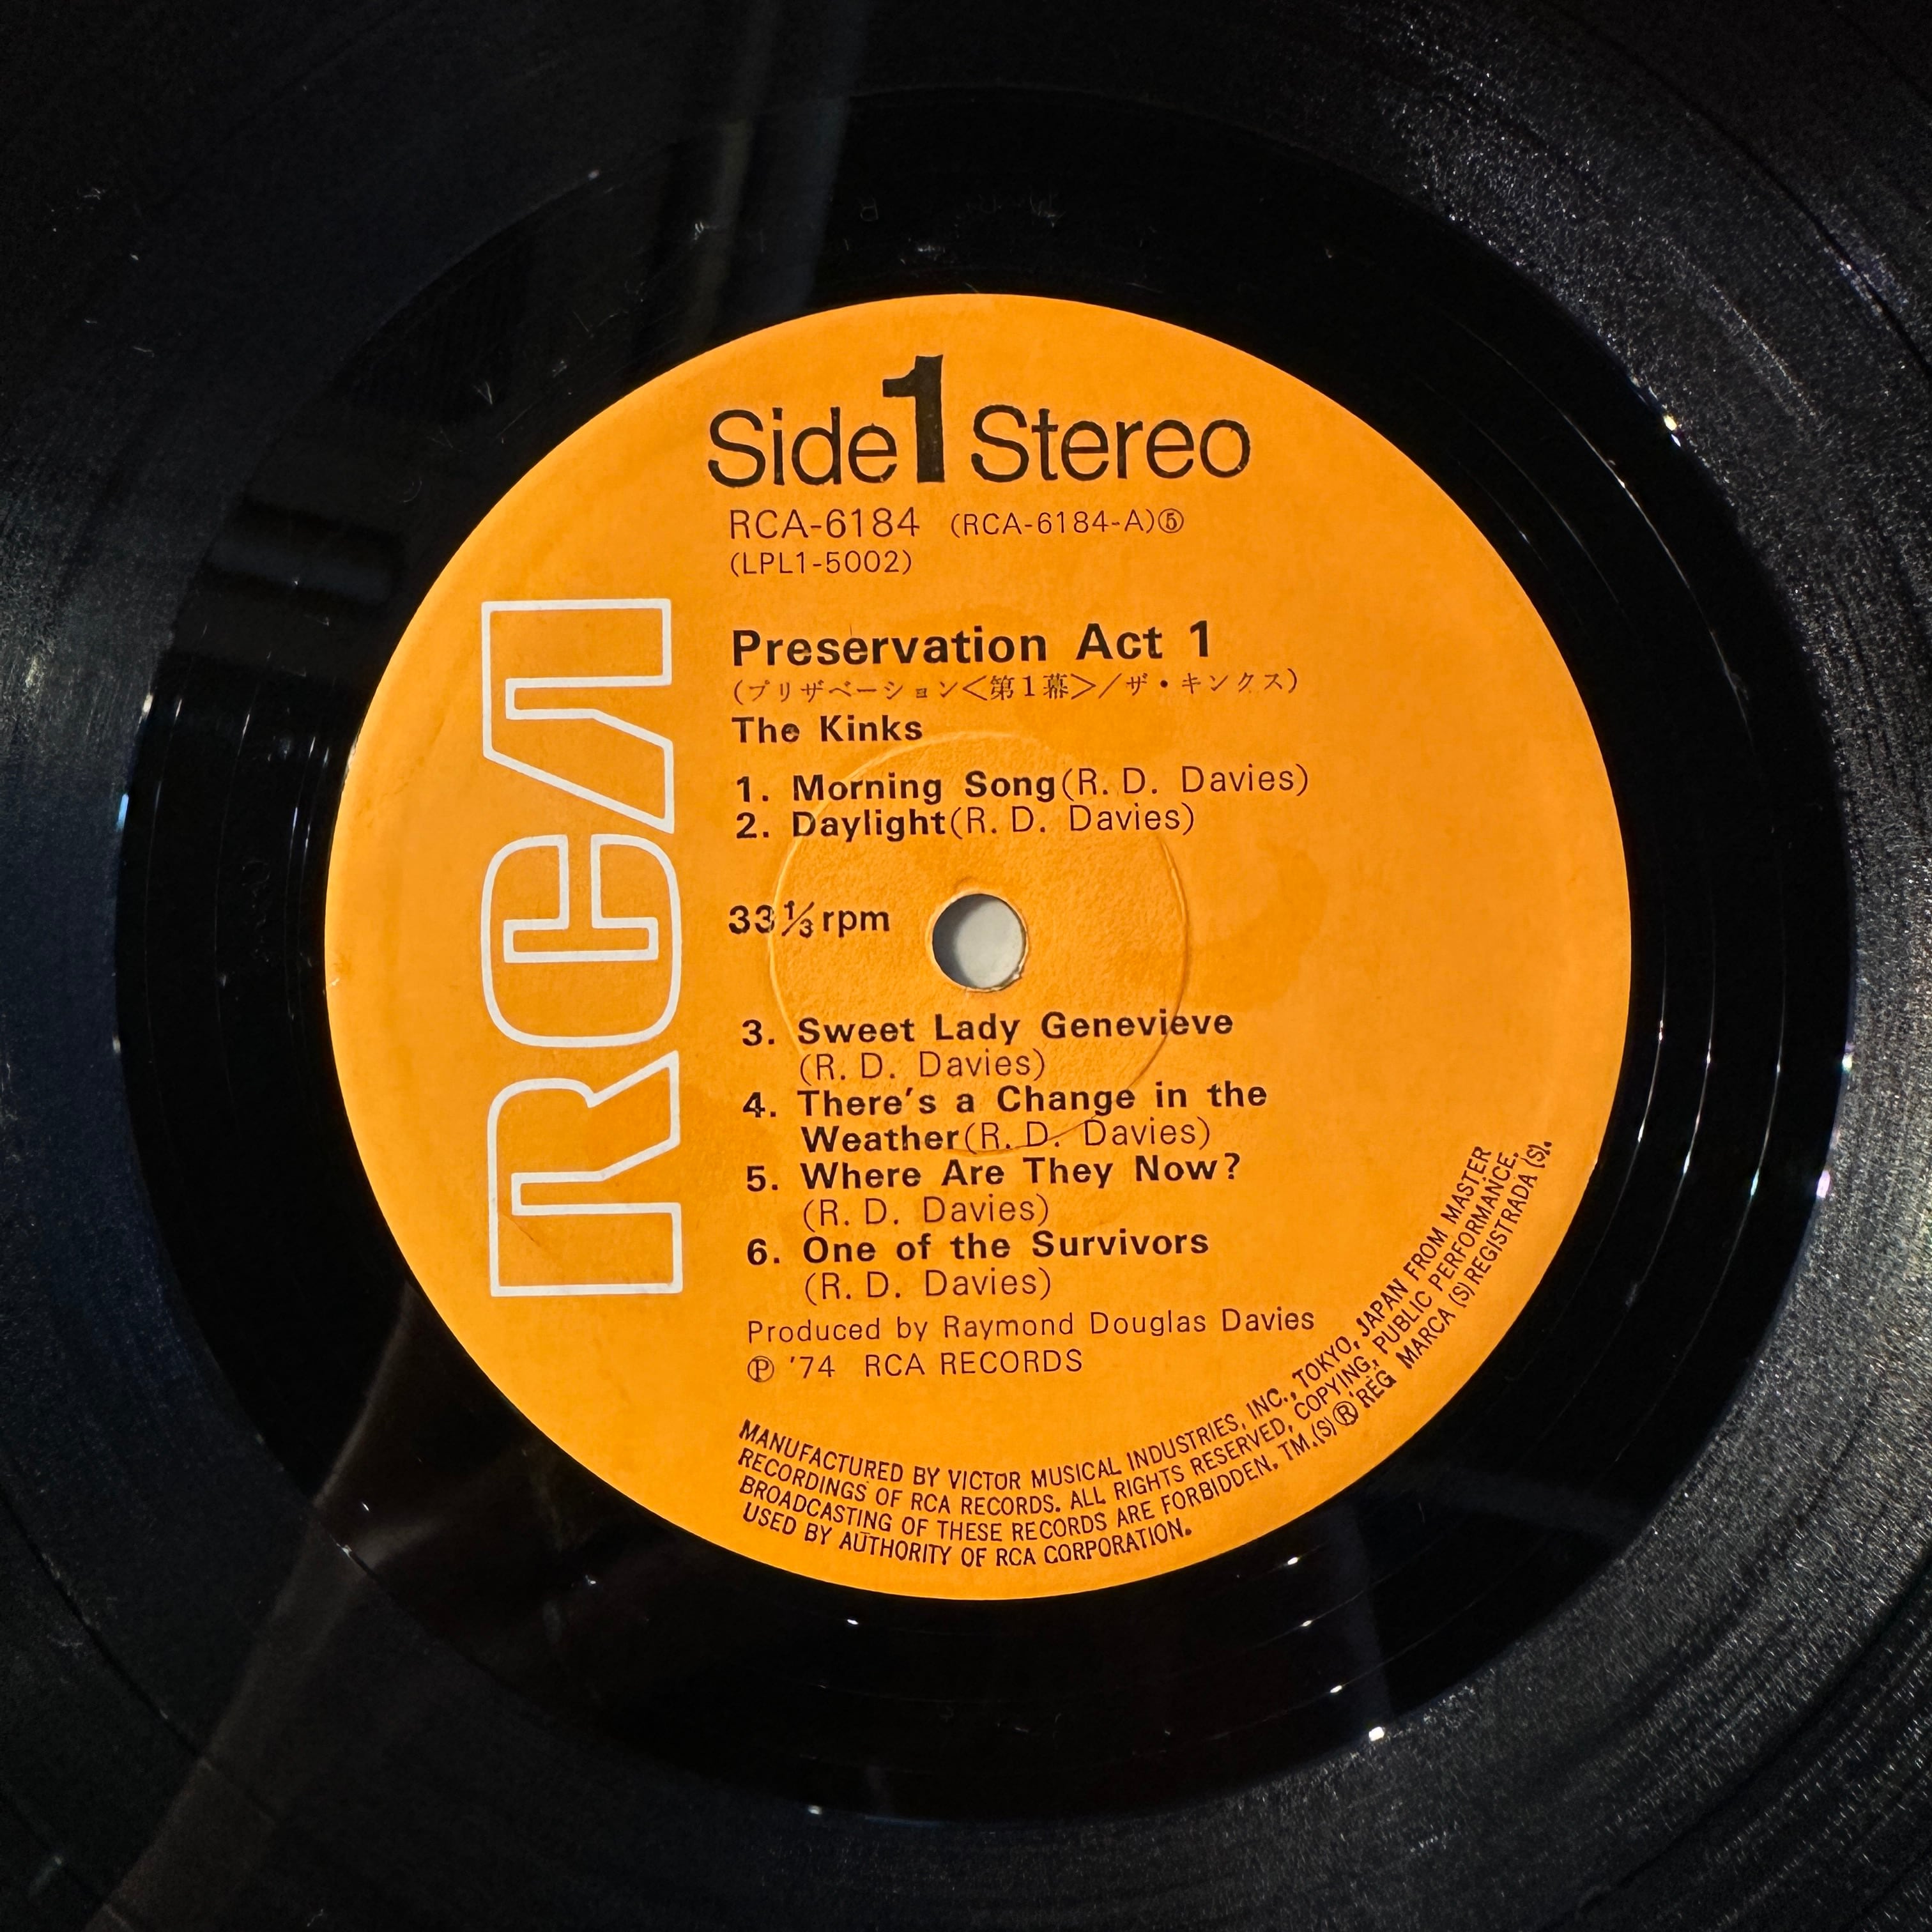 Side 1 Stereo
RCA-6184 (RCA-6184-A)⑤
(LPL1-5002)
RCA
Preservation Act 1
(プリザベーション<第1幕>/ザ・キンクス)
The Kinks
1. Morning Song(R. D. Davies)
2. Daylight(R. D. Davies)
33⅓ rpm
3. Sweet Lady Genevieve
(R. D. Davies)
4. There's a Change in the
Weather(R. D. Davies)
5. Where Are They Now?
(R. D. Davies)
6. One of the Survivors
(R. D. Davies)
Produced by Raymond Douglas Davies
℗ '74 RCA RECORDS
MANUFACTURED BY VICTOR MUSICAL INDUSTRIES, INC., TOKYO, JAPAN FROM MASTER
RECORDINGS OF RCA RECORDS. ALL RIGHTS RESERVED, COPYING, PUBLIC PERFORMANCE,
BROADCASTING OF THESE RECORDS ARE FORBIDDEN. TM.(S)® REG MARCA (S) REGISTRADA (S).
USED BY AUTHORITY OF RCA CORPORATION.